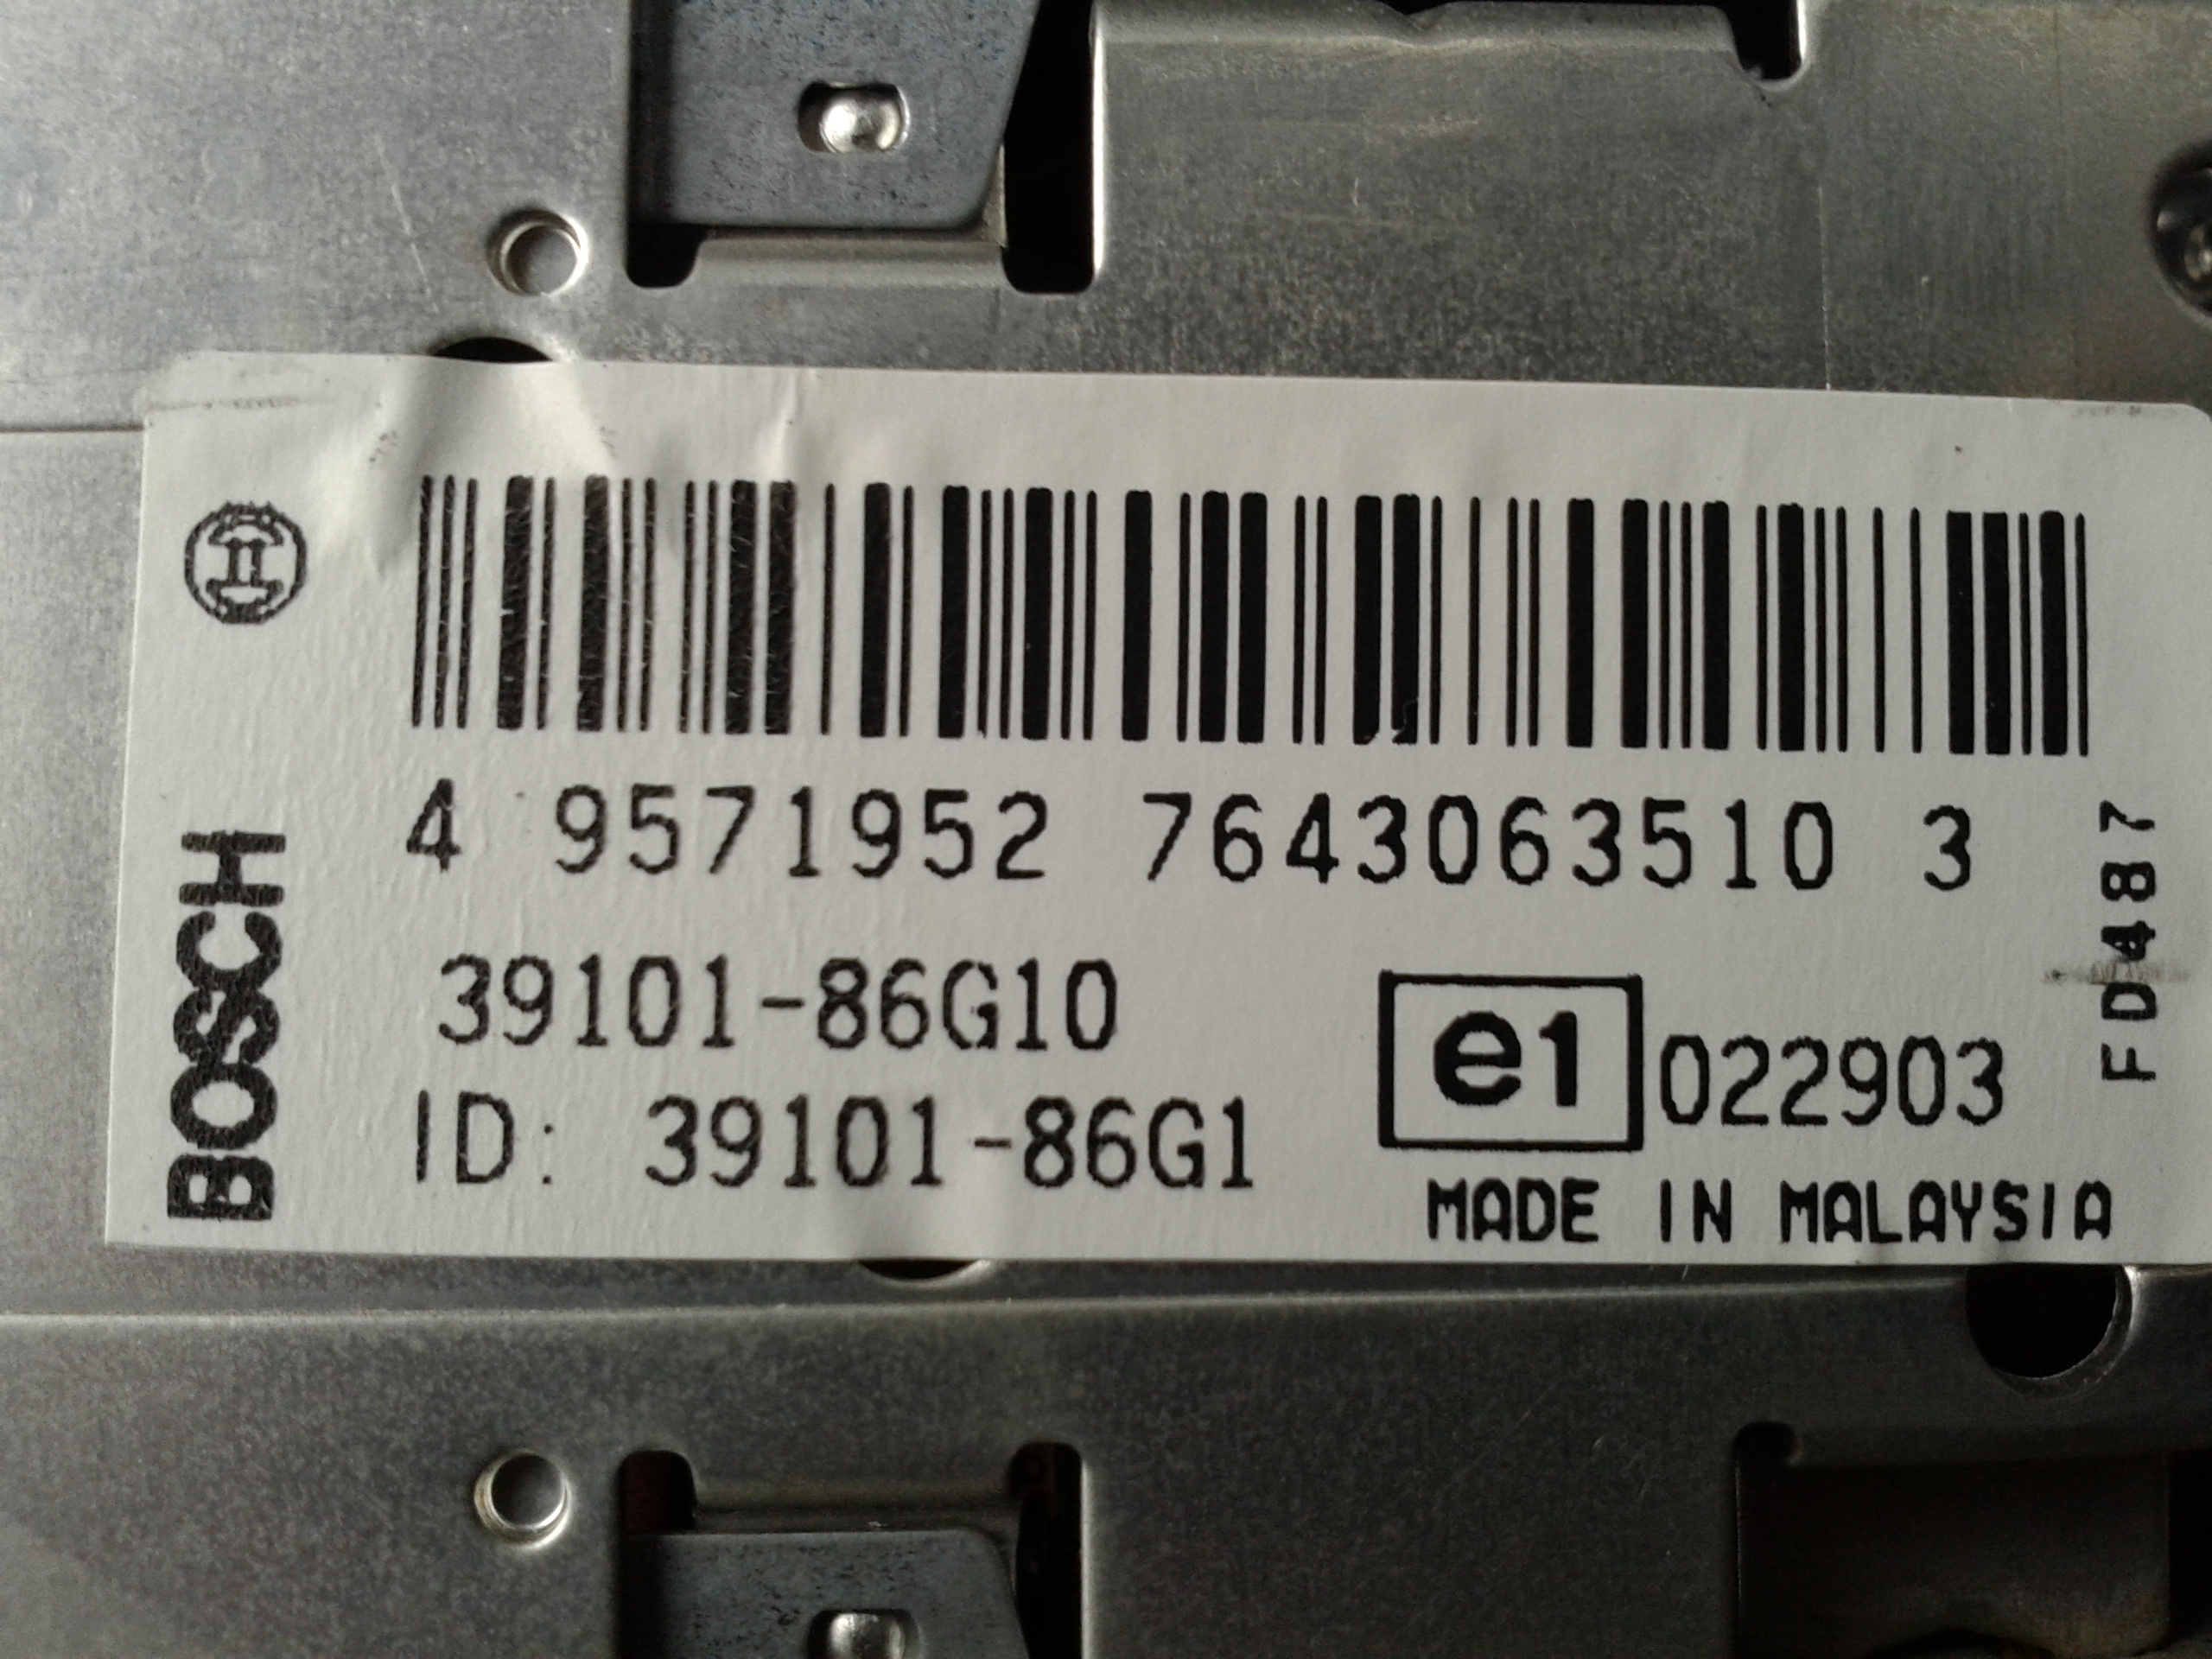 BOSCH
4 9571952 7643063510 3
39101-86G10
ID: 39101-86G1
e1 022903
MADE IN MALAYSIA
FD487